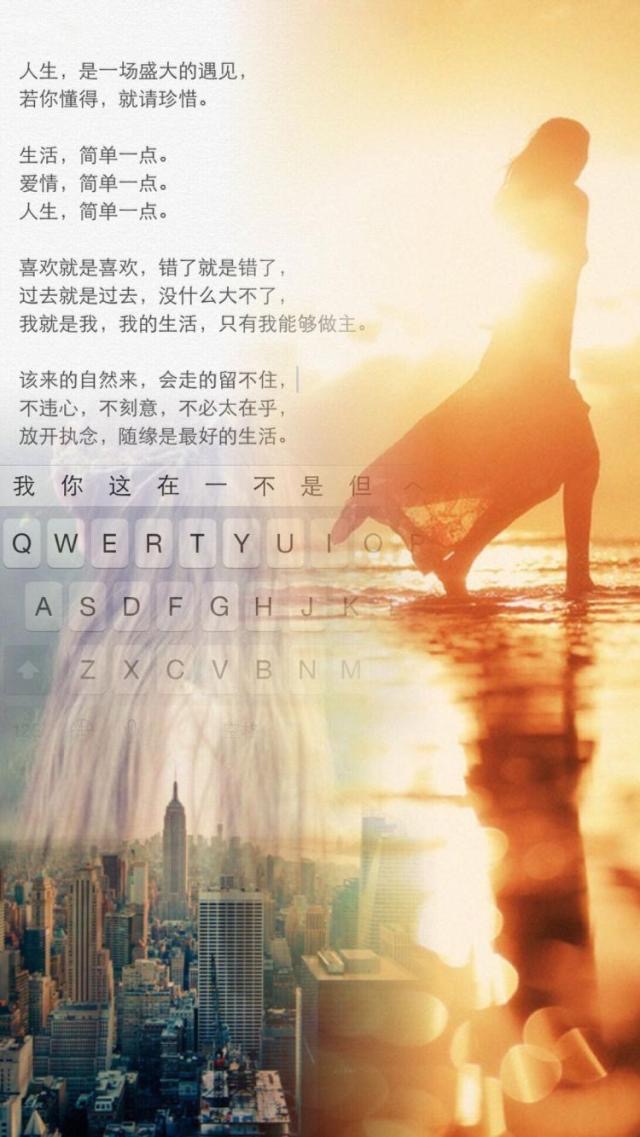 人生，是一场盛大的遇见，
若你懂得，就请珍惜。
生活，简单一点。
爱情，简单一点。
人生，简单一点。
喜欢就是喜欢，错了就是错了，
过去就是过去，没什么大不了，
我就是我，我的生活，只有我能够做主。
该来的自然来，会走的留不住，
不违心，不刻意，不必太在乎，
放开执念，随缘是最好的生活。
我 你 这 在 一 不 是 但
Q W E R T Y U I O P
A S D F G H J K
Z X C V B N M
空格